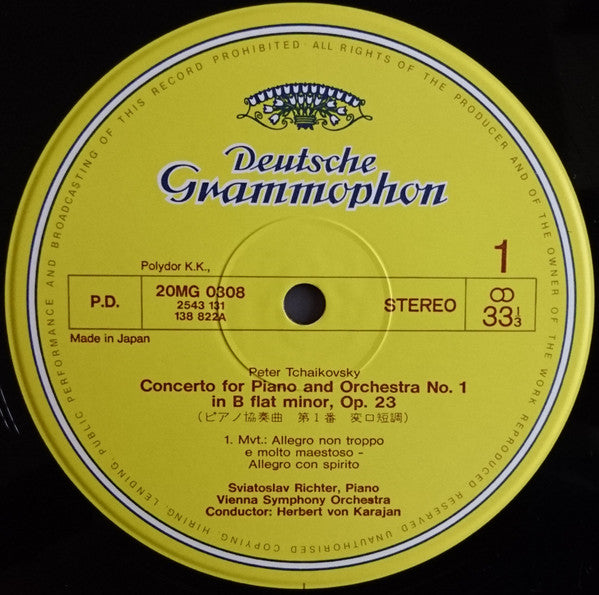 ALL RIGHTS OF THE PRODUCER AND OF THE OWNER OF THE WORK REPRODUCED RESERVED. UNAUTHORISED COPYING, HIRING, LENDING, PUBLIC PERFORMANCE AND BROADCASTING OF THIS RECORD PROHIBITED·
Deutsche
Grammophon
Polydor K.K.,
1
P.D.
20MG 0308
2543 131
138 822A
STEREO
33⅓
Made in Japan
Peter Tchaikovsky
Concerto for Piano and Orchestra No. 1
in B flat minor, Op. 23
(ピアノ協奏曲 第1番 変ロ短調)
1. Mvt.: Allegro non troppo
e molto maestoso -
Allegro con spirito
Sviatoslav Richter, Piano
Vienna Symphony Orchestra
Conductor: Herbert von Karajan